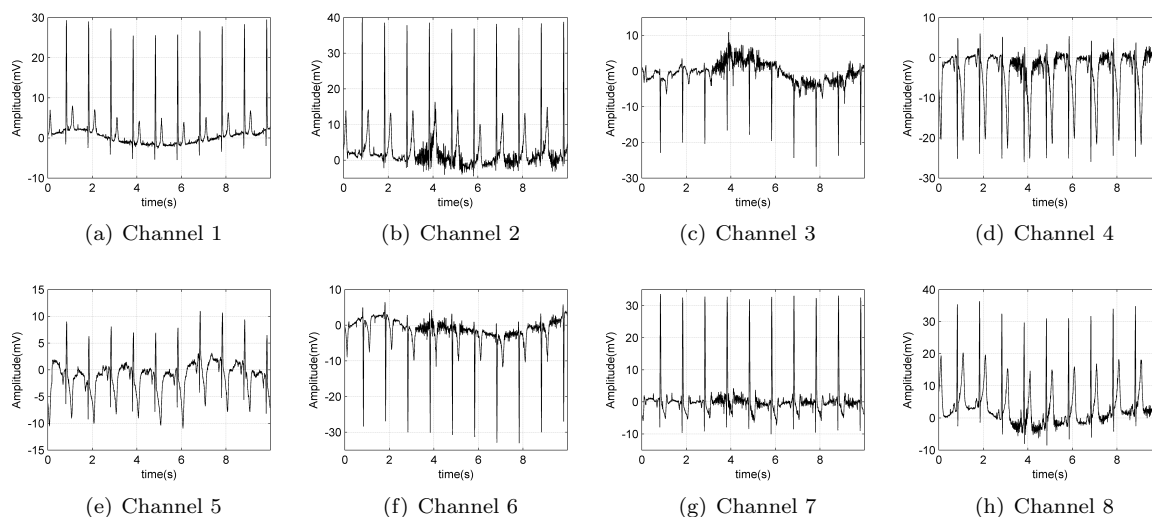 30
20
10
0
-10
Amplitude(mV)
0 2 4 6 8
time(s)
(a) Channel 1
40
30
20
10
0
-10
Amplitude(mV)
0 2 4 6 8
time(s)
(b) Channel 2
10
0
-10
-20
-30
Amplitude(mV)
0 2 4 6 8
time(s)
(c) Channel 3
10
0
-10
-20
-30
Amplitude(mV)
0 2 4 6 8
time(s)
(d) Channel 4
15
10
5
0
-5
-10
-15
Amplitude(mV)
0 2 4 6 8
time(s)
(e) Channel 5
10
0
-10
-20
-30
Amplitude(mV)
0 2 4 6 8
time(s)
(f) Channel 6
30
20
10
0
-10
Amplitude(mV)
0 2 4 6 8
time(s)
(g) Channel 7
40
30
20
10
0
-10
Amplitude(mV)
0 2 4 6 8
time(s)
(h) Channel 8